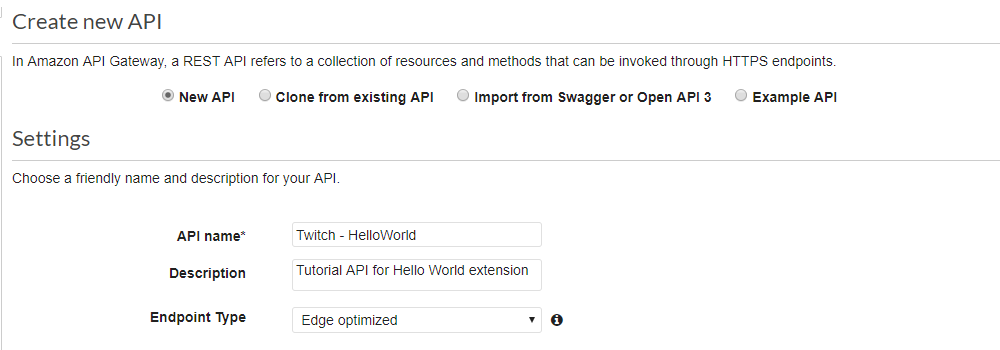 Create new API
In Amazon API Gateway, a REST API refers to a collection of resources and methods that can be invoked through HTTPS endpoints.
New API Clone from existing API Import from Swagger or Open API 3 Example API
Settings
Choose a friendly name and description for your API.
API name* Twitch - HelloWorld
Description Tutorial API for Hello World extension
Endpoint Type Edge optimized